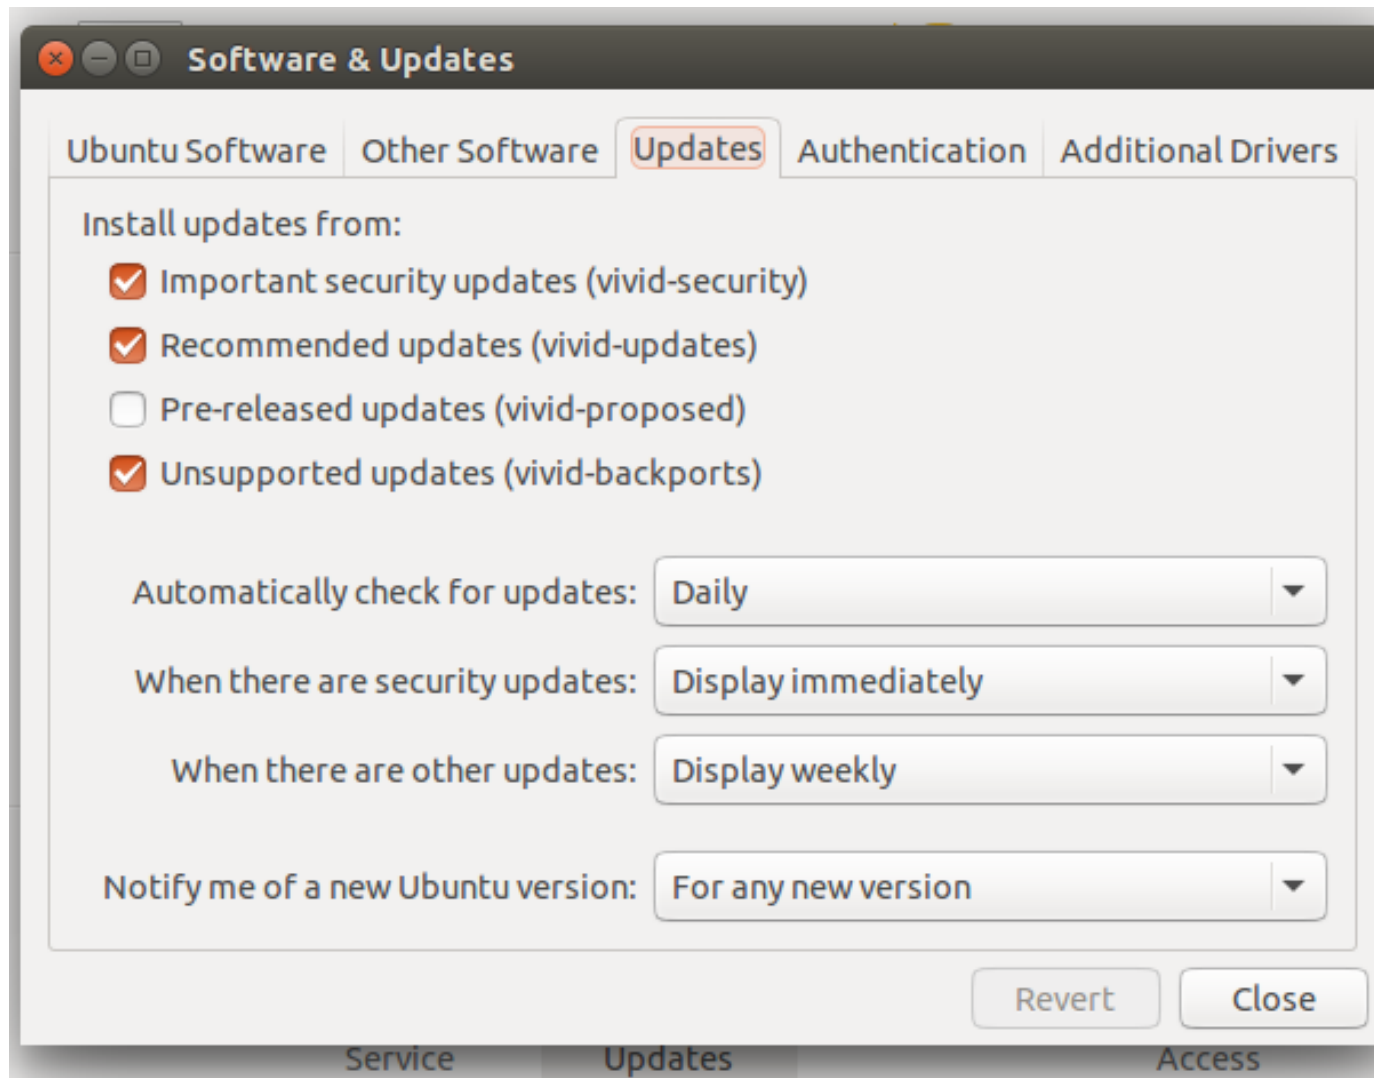 Software & Updates
Ubuntu Software Other Software Updates Authentication Additional Drivers
Install updates from:
Important security updates (vivid-security)
Recommended updates (vivid-updates)
Pre-released updates (vivid-proposed)
Unsupported updates (vivid-backports)
Automatically check for updates: Daily
When there are security updates: Display immediately
When there are other updates: Display weekly
Notify me of a new Ubuntu version: For any new version
Revert Close
Service Updates Access